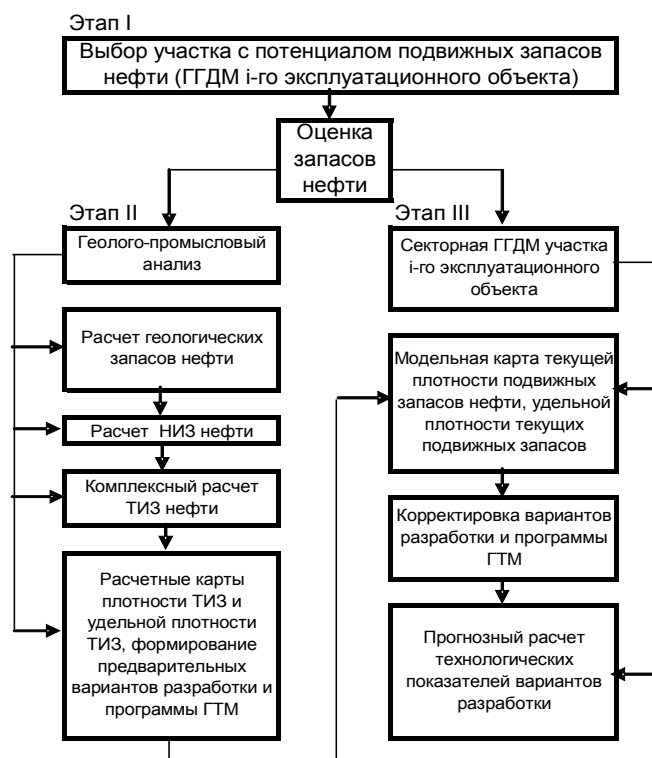 Этап I
Выбор участка с потенциалом подвижных запасов
нефти (ГГДМ i-го эксплуатационного объекта)
Оценка
запасов
нефти
Этап II
Геолого-промысловый
анализ
Расчет геологических
запасов нефти
Расчет НИЗ нефти
Комплексный расчет
ТИЗ нефти
Расчетные карты
плотности ТИЗ и
удельной плотности
ТИЗ, формирование
предварительных
вариантов разработки и
программы ГТМ
Этап III
Секторная ГГДМ участка
i-го эксплуатационного
объекта
Модельная карта текущей
плотности подвижных
запасов нефти, удельной
плотности текущих
подвижных запасов
Корректировка вариантов
разработки и программы
ГТМ
Прогнозный расчет
технологических
показателей вариантов
разработки